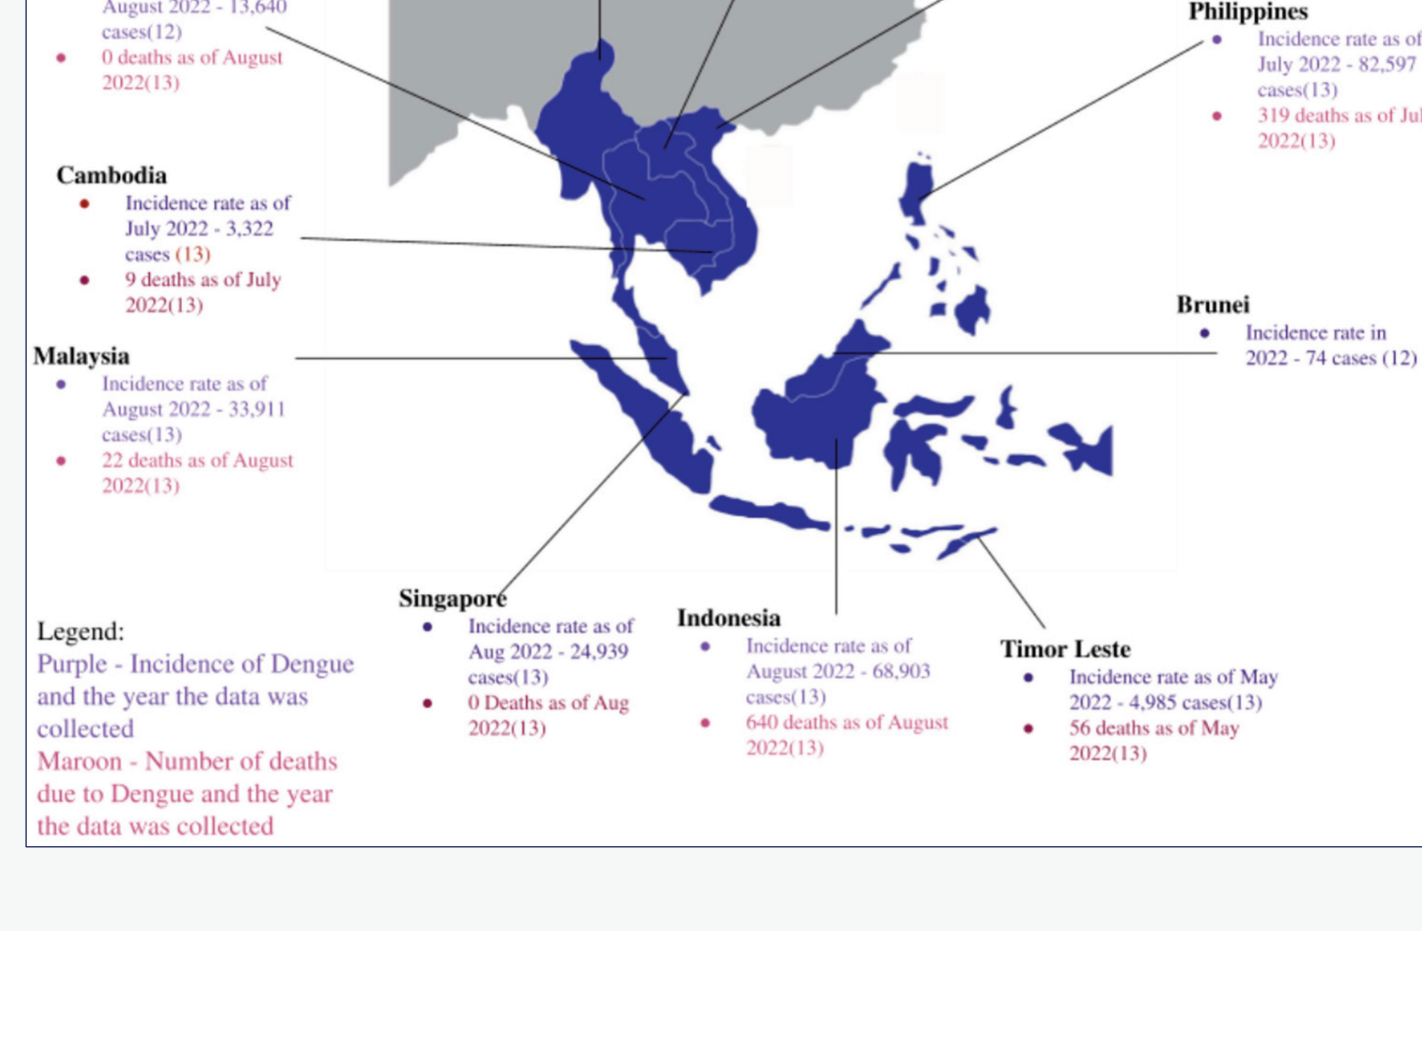 August 2022 - 13,640
cases(12)
0 deaths as of August
2022(13)
Philippines
Incidence rate as of
July 2022 - 82,597
cases(13)
319 deaths as of Jul
2022(13)
Cambodia
Incidence rate as of
July 2022 - 3,322
cases (13)
9 deaths as of July
2022(13)
Brunei
Incidence rate in
2022 - 74 cases (12)
Malaysia
Incidence rate as of
August 2022 - 33,911
cases(13)
22 deaths as of August
2022(13)
Singapore
Incidence rate as of
Aug 2022 - 24,939
cases(13)
0 Deaths as of Aug
2022(13)
Indonesia
Incidence rate as of
August 2022 - 68,903
cases(13)
640 deaths as of August
2022(13)
Timor Leste
Incidence rate as of May
2022 - 4,985 cases(13)
56 deaths as of May
2022(13)
Legend:
Purple - Incidence of Dengue
and the year the data was
collected
Maroon - Number of deaths
due to Dengue and the year
the data was collected